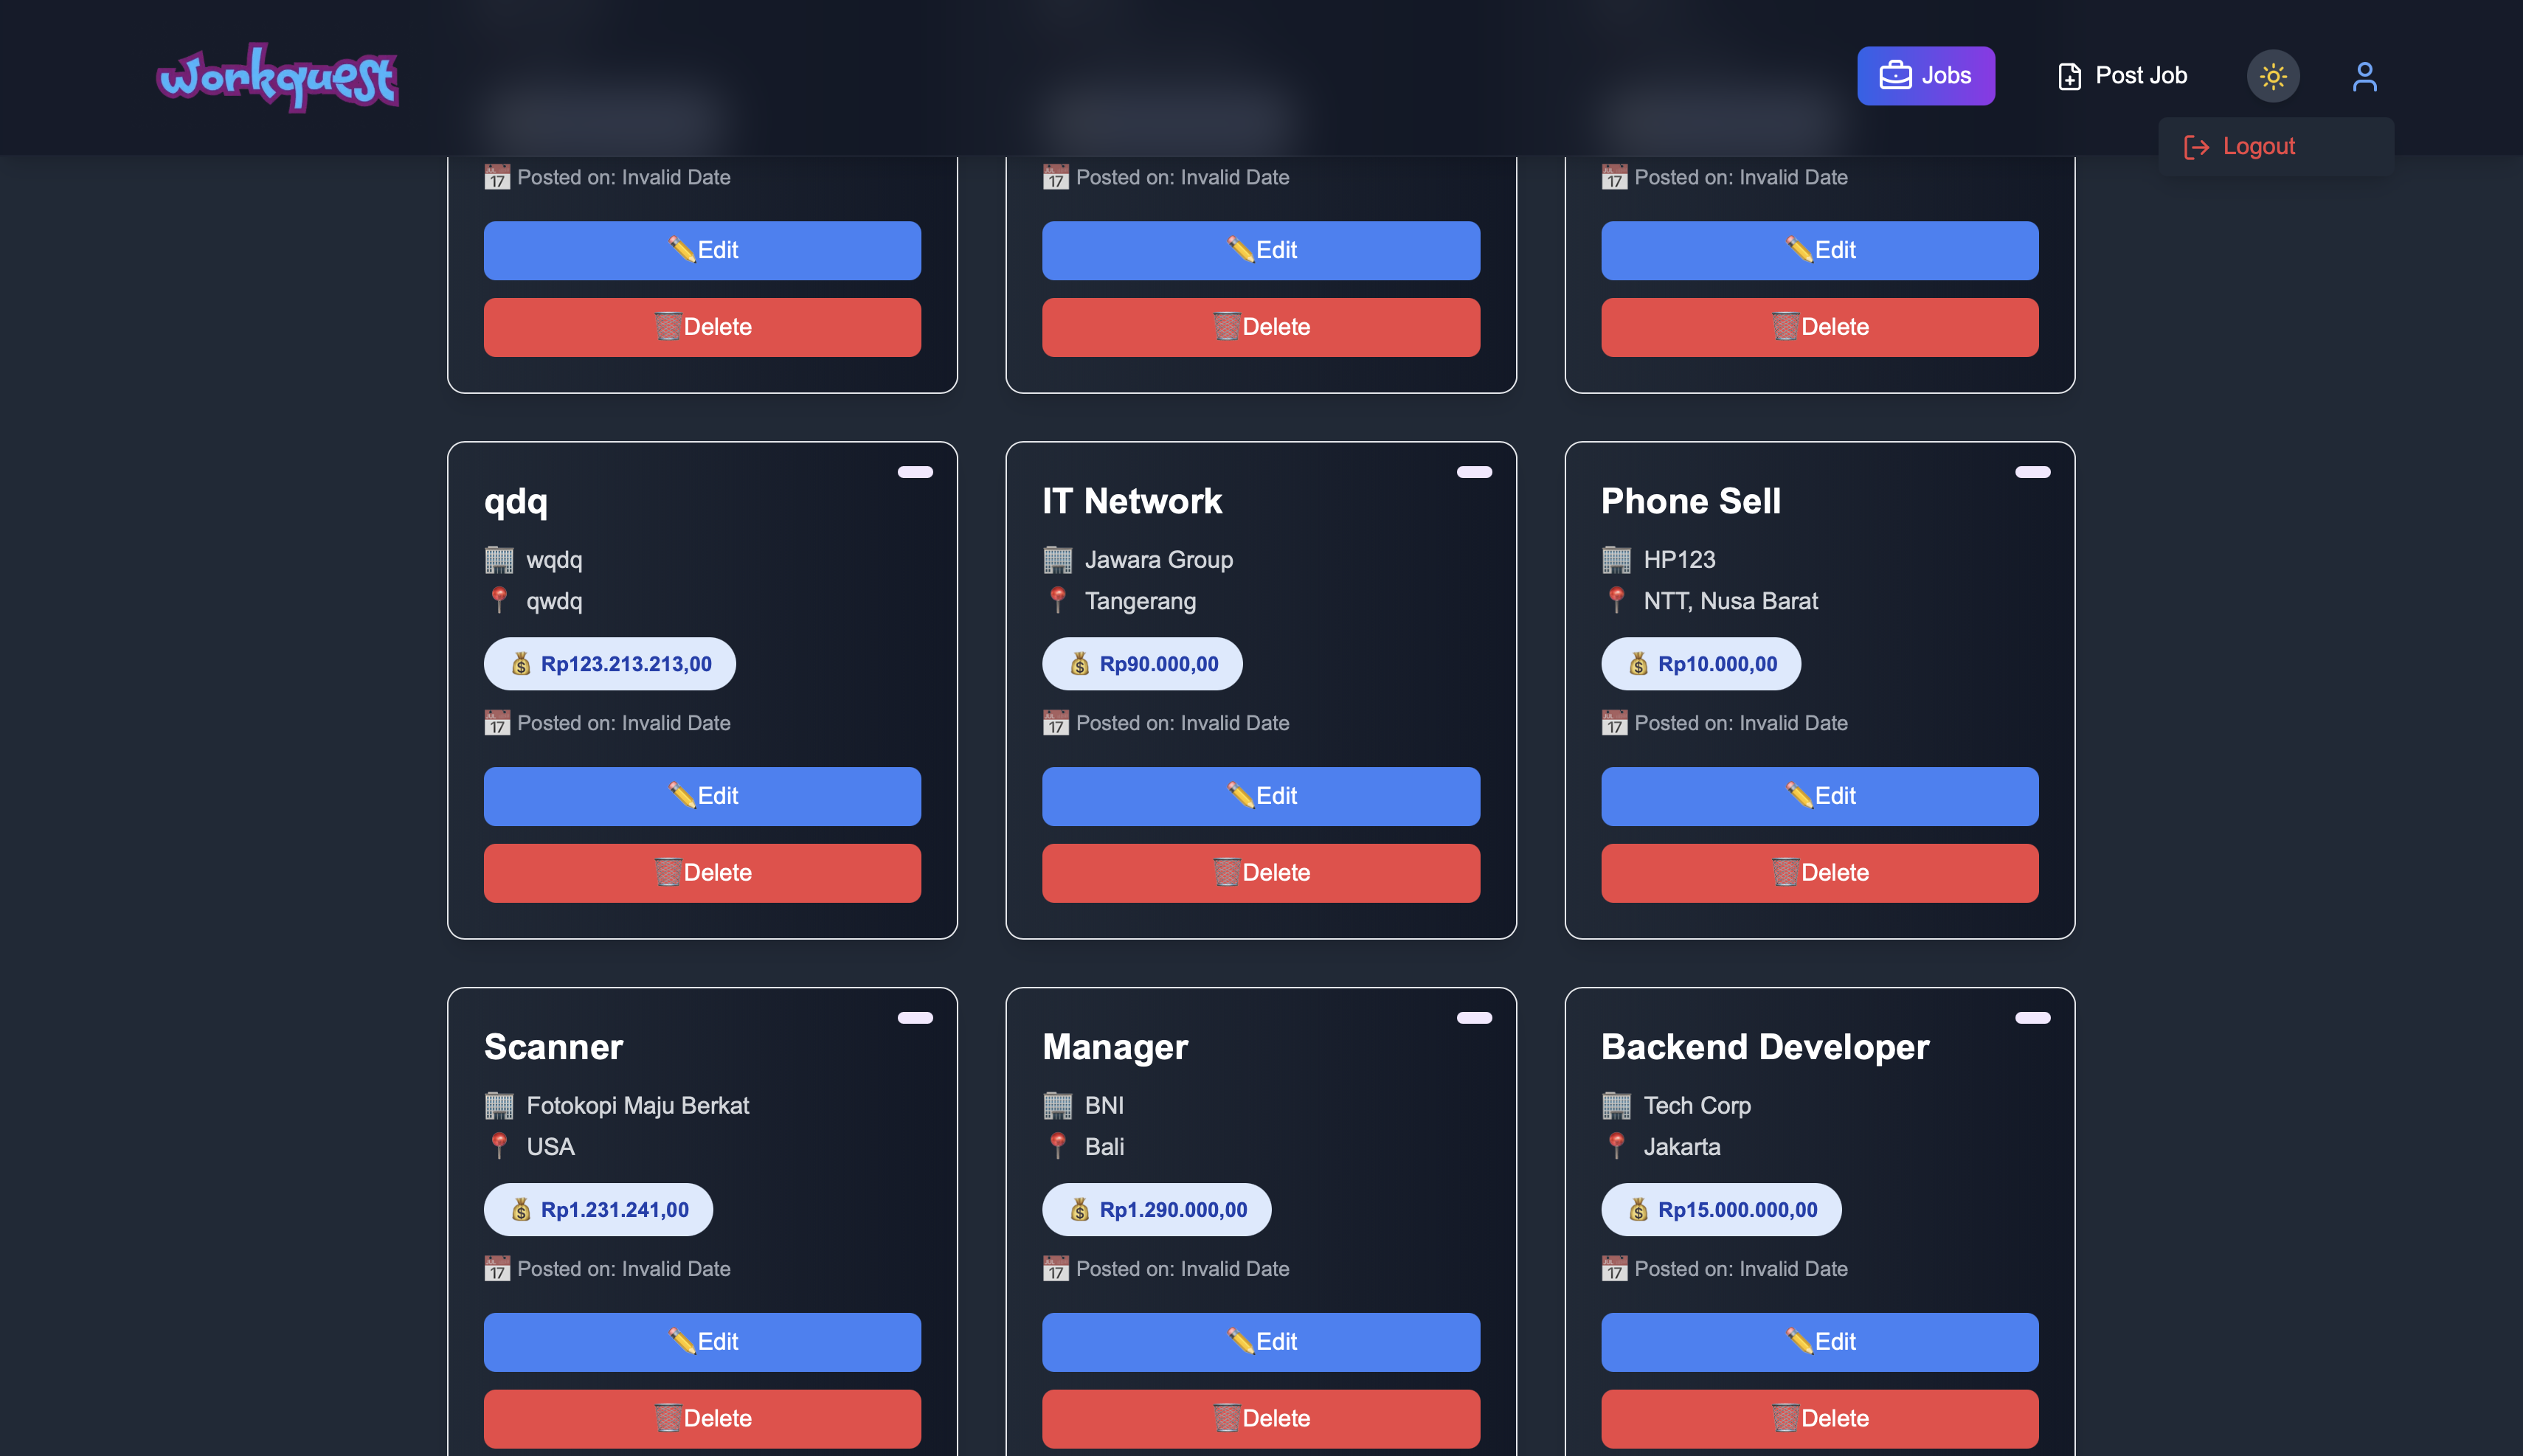 workquest
Jobs
Post Job
Logout
Posted on: Invalid Date
Posted on: Invalid Date
Posted on: Invalid Date
Edit
Edit
Edit
Delete
Delete
Delete
qdq
wqdq
qwdq
Rp123.213.213,00
Posted on: Invalid Date
Edit
Delete
IT Network
Jawara Group
Tangerang
Rp90.000,00
Posted on: Invalid Date
Edit
Delete
Phone Sell
HP123
NTT, Nusa Barat
Rp10.000,00
Posted on: Invalid Date
Edit
Delete
Scanner
Fotokopi Maju Berkat
USA
Rp1.231.241,00
Posted on: Invalid Date
Edit
Delete
Manager
BNI
Bali
Rp1.290.000,00
Posted on: Invalid Date
Edit
Delete
Backend Developer
Tech Corp
Jakarta
Rp15.000.000,00
Posted on: Invalid Date
Edit
Delete